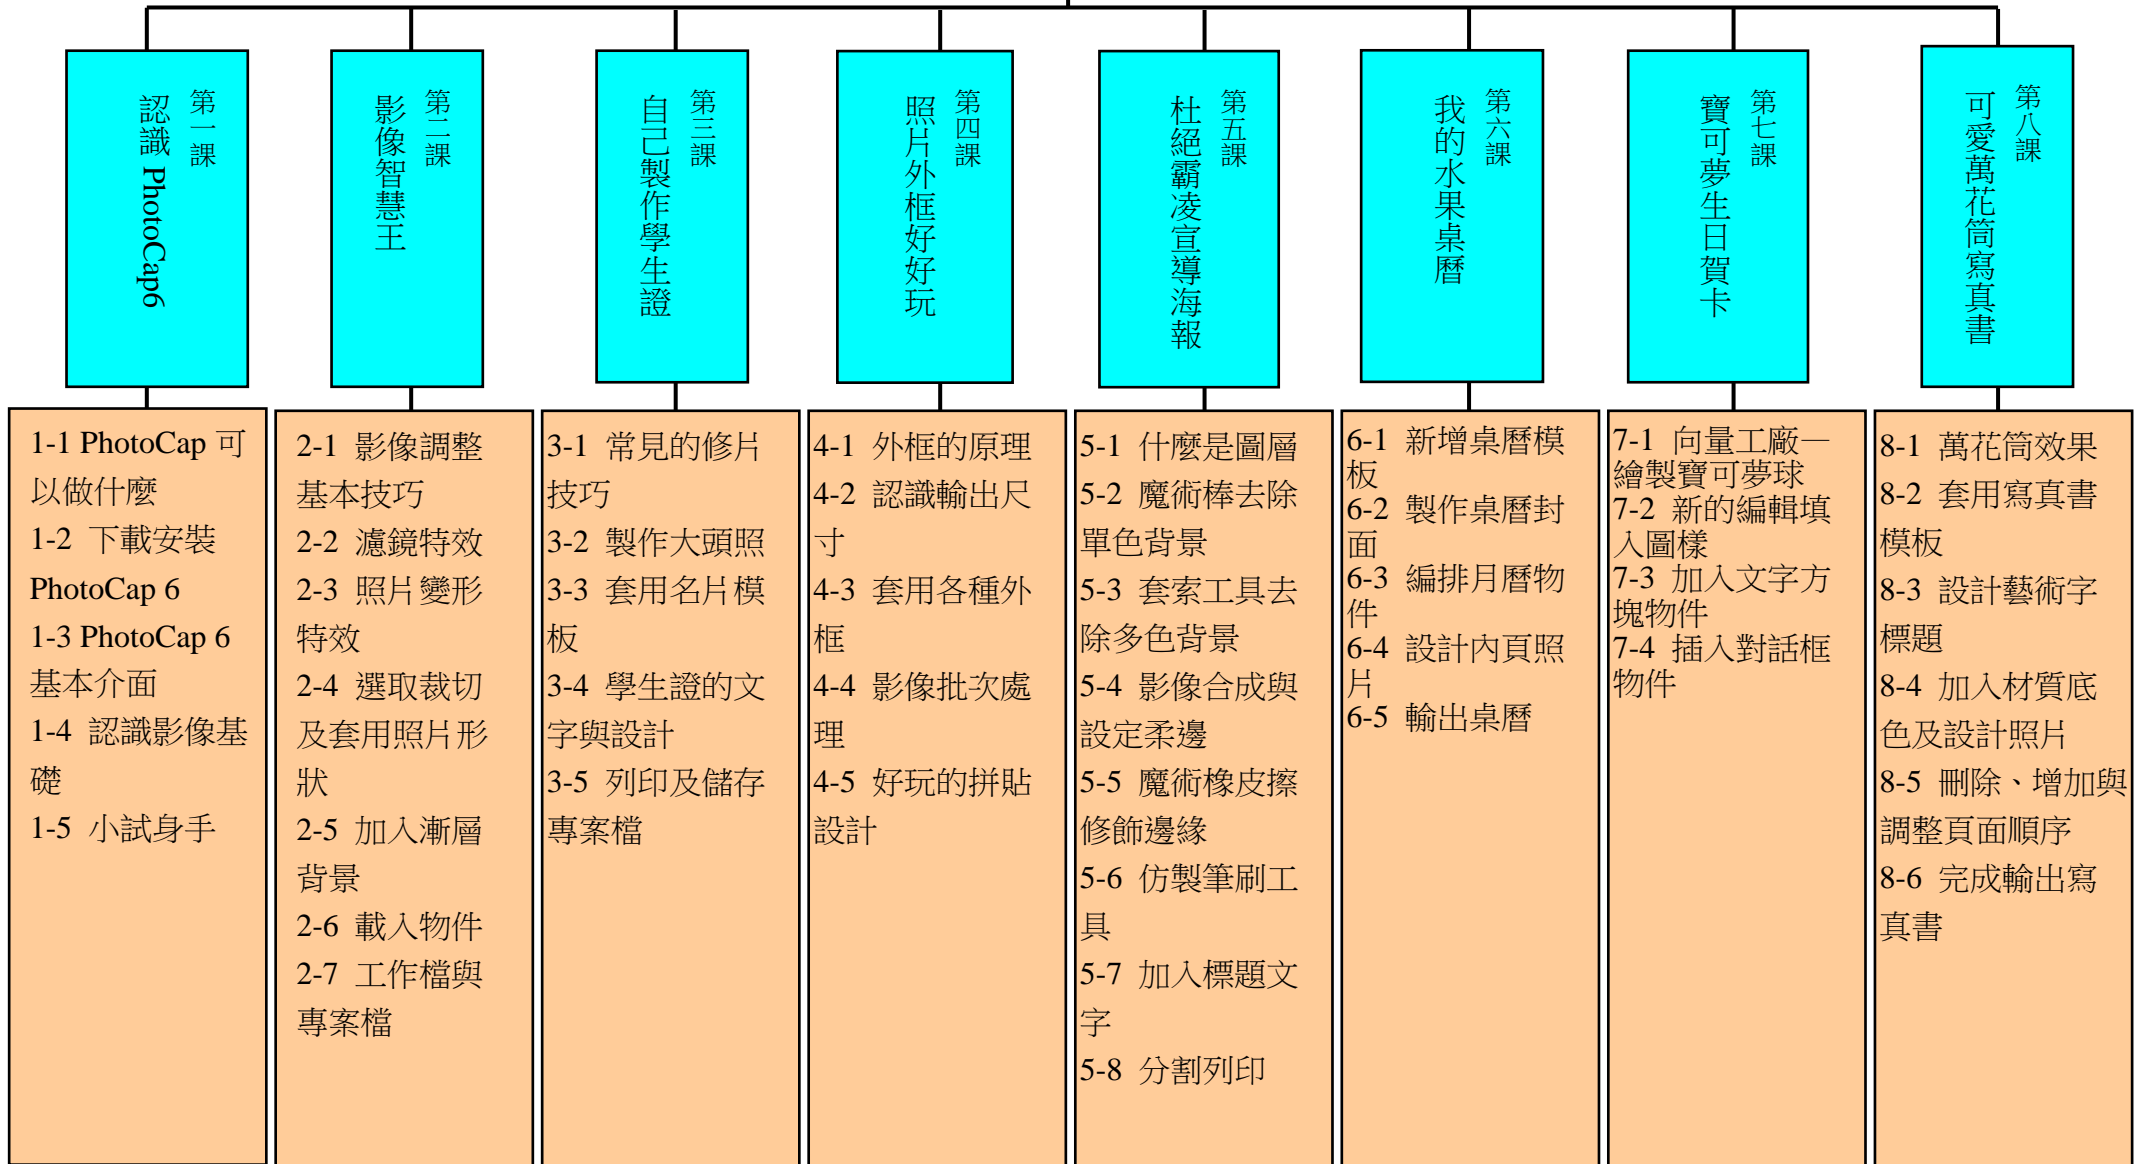 第一課
認識 PhotoCap6
第二課
影像智慧王
第三課
自己製作學生證
第四課
照片外框好好玩
第五課
杜絕霸凌宣導海報
第六課
我的水果桌曆
第七課
寶可夢生日賀卡
第八課
可愛萬花筒寫真書
1-1 PhotoCap 可
以做什麼
1-2 下載安裝
PhotoCap 6
1-3 PhotoCap 6
基本介面
1-4 認識影像基
礎
1-5 小試身手
2-1 影像調整
基本技巧
2-2 濾鏡特效
2-3 照片變形
特效
2-4 選取裁切
及套用照片形
狀
2-5 加入漸層
背景
2-6 載入物件
2-7 工作檔與
專案檔
3-1 常見的修片
技巧
3-2 製作大頭照
3-3 套用名片模
板
3-4 學生證的文
字與設計
3-5 列印及儲存
專案檔
4-1 外框的原理
4-2 認識輸出尺
寸
4-3 套用各種外
框
4-4 影像批次處
理
4-5 好玩的拼貼
設計
5-1 什麼是圖層
5-2 魔術棒去除
單色背景
5-3 套索工具去
除多色背景
5-4 影像合成與
設定柔邊
5-5 魔術橡皮擦
修飾邊緣
5-6 仿製筆刷工
具
5-7 加入標題文
字
5-8 分割列印
6-1 新增桌曆模
板
6-2 製作桌曆封
面
6-3 編排月曆物
件
6-4 設計內頁照
片
6-5 輸出桌曆
7-1 向量工廠—
繪製寶可夢球
7-2 新的編輯填
入圖樣
7-3 加入文字方
塊物件
7-4 插入對話框
物件
8-1 萬花筒效果
8-2 套用寫真書
模板
8-3 設計藝術字
標題
8-4 加入材質底
色及設計照片
8-5 刪除、增加與
調整頁面順序
8-6 完成輸出寫
真書